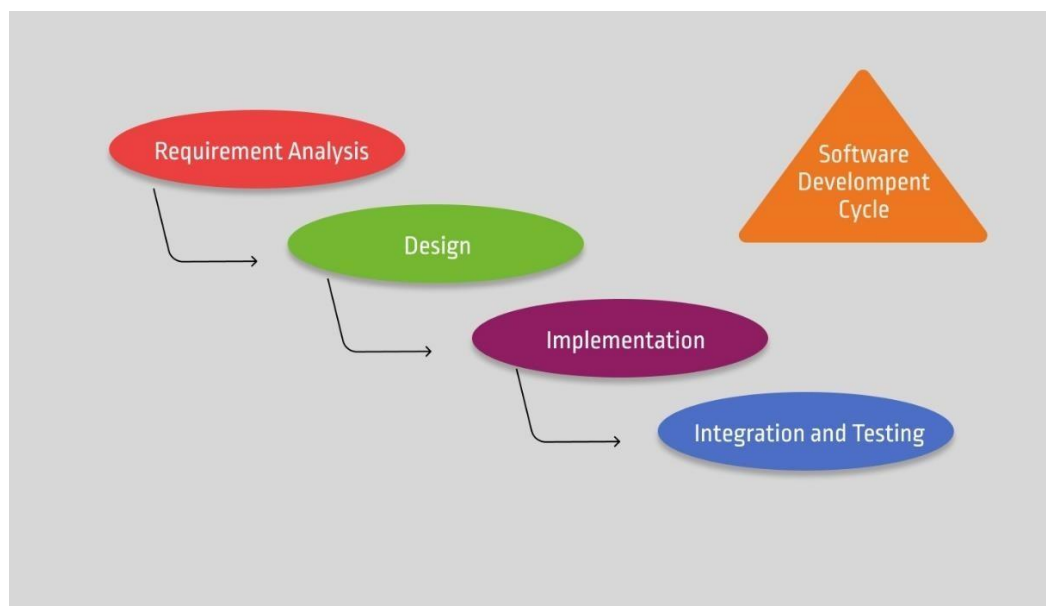 Requirement Analysis
Software
Develompent
Cycle
Design
Implementation
Integration and Testing